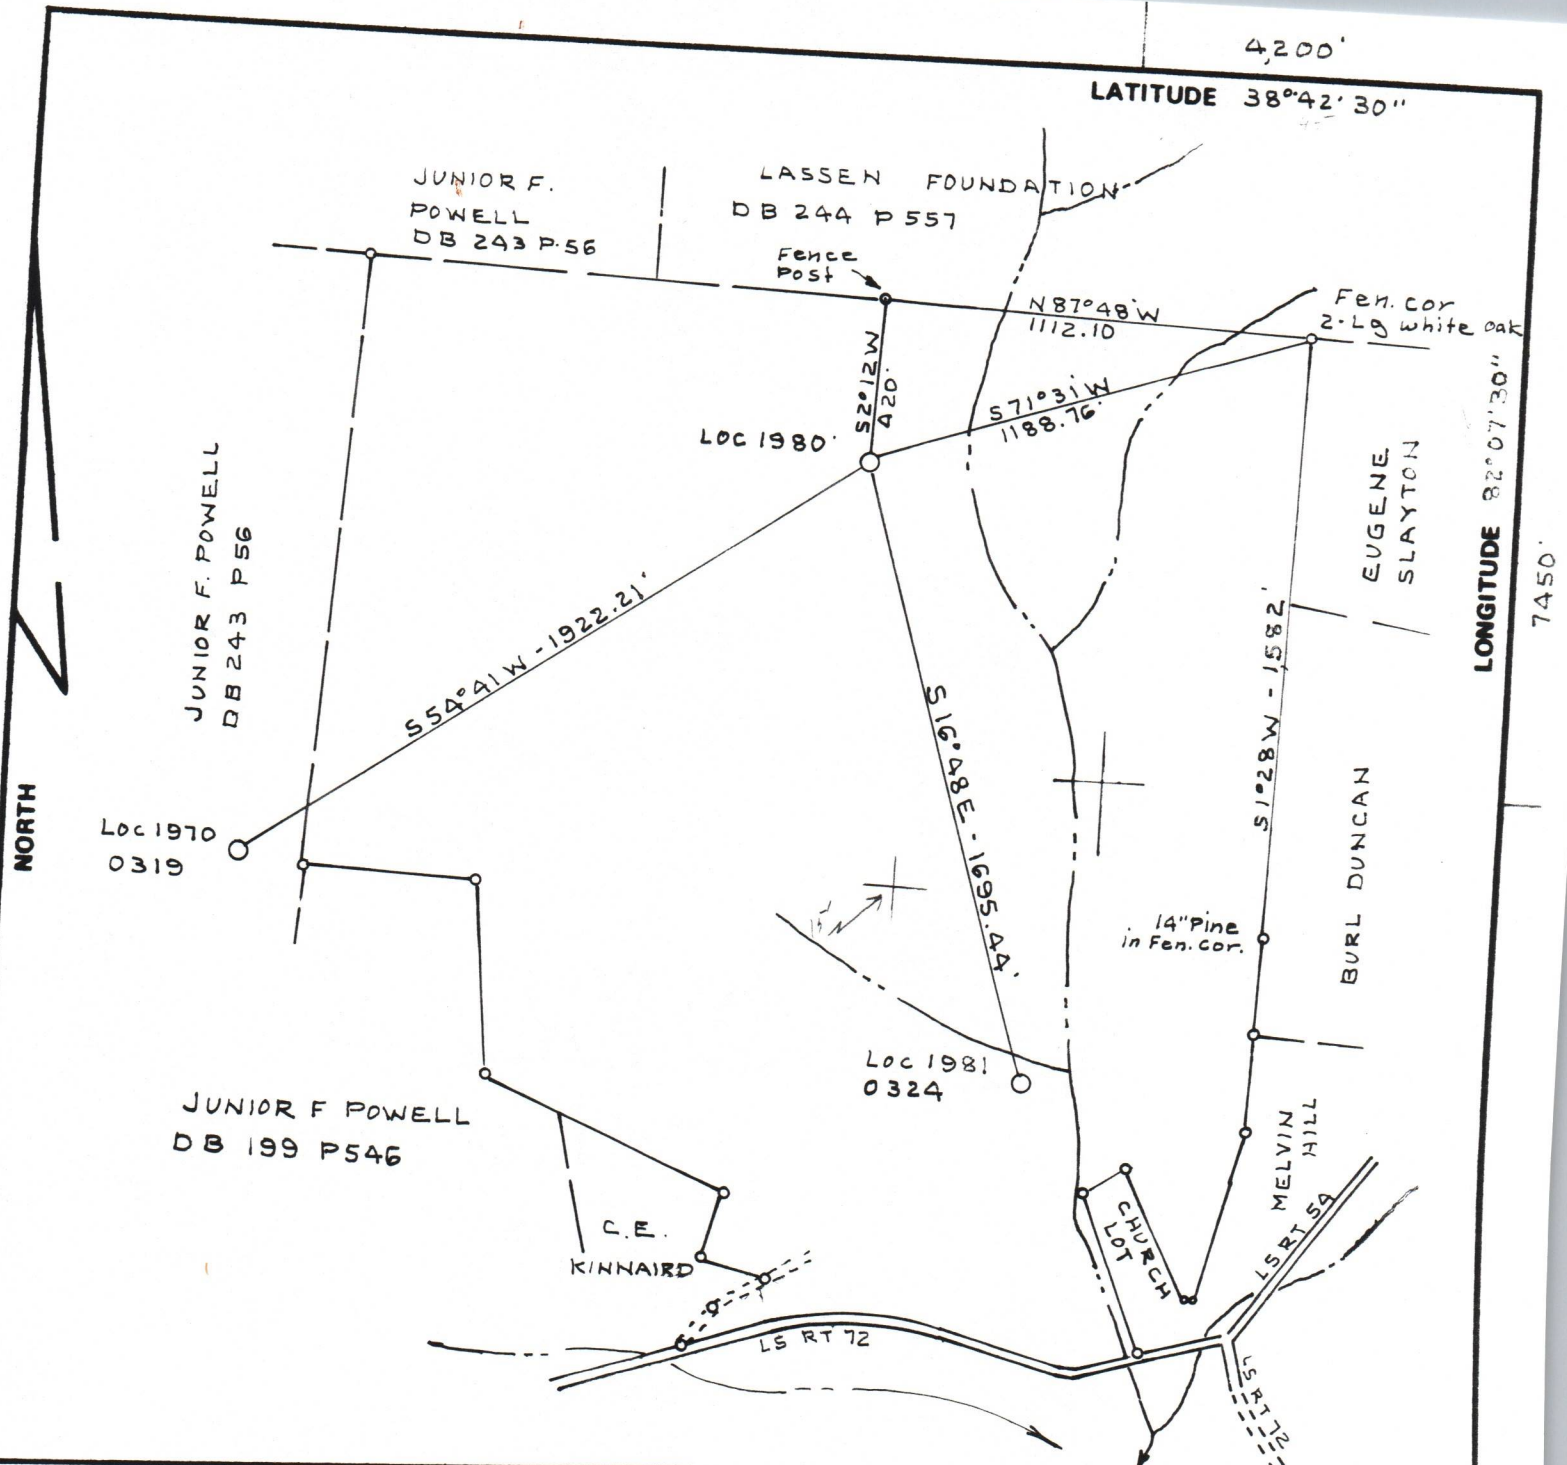 4,200'
LATITUDE 38°42'30"
JUNIOR F.
POWELL
DB 243 P.56
LASSEN FOUNDATION
DB 244 P 557
Fence
Post
N87°48'W
1112.10
Fen. cor
2-Lg white oak
S2°12W
420'
S71°31'W
1188.76'
LOC 1980
EUGENE
SLAYTON
LONGITUDE 82°07'30"
7450'
JUNIOR F. POWELL
DB 243 P56
S54°41W - 1922.21'
S16°48E - 1695.44'
S1°28W - 1,582'
NORTH
Loc 1970
0319
14" Pine
in Fen. Cor.
BURL DUNCAN
Loc 1981
0324
JUNIOR F POWELL
DB 199 P546
C.E.
KINNAIRD
CHURCH
LOT
MELVIN
HILL
LS RT 54
LS RT 72
LS RT 72